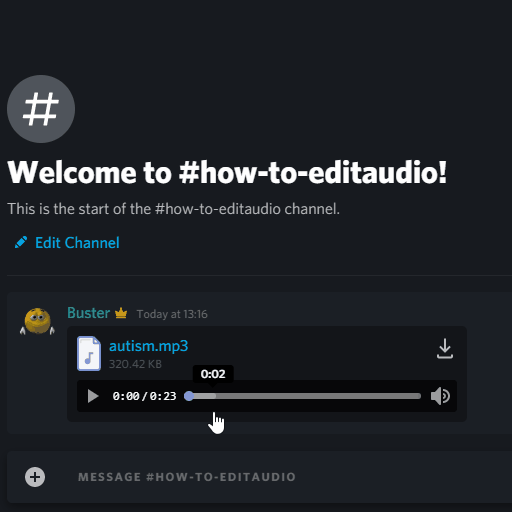 #
Welcome to #how-to-editaudio!
This is the start of the #how-to-editaudio channel.
Edit Channel
Buster Today at 13:16
autism.mp3
320.42 KB
0:02
0:00/0:23
MESSAGE #HOW-TO-EDITAUDIO